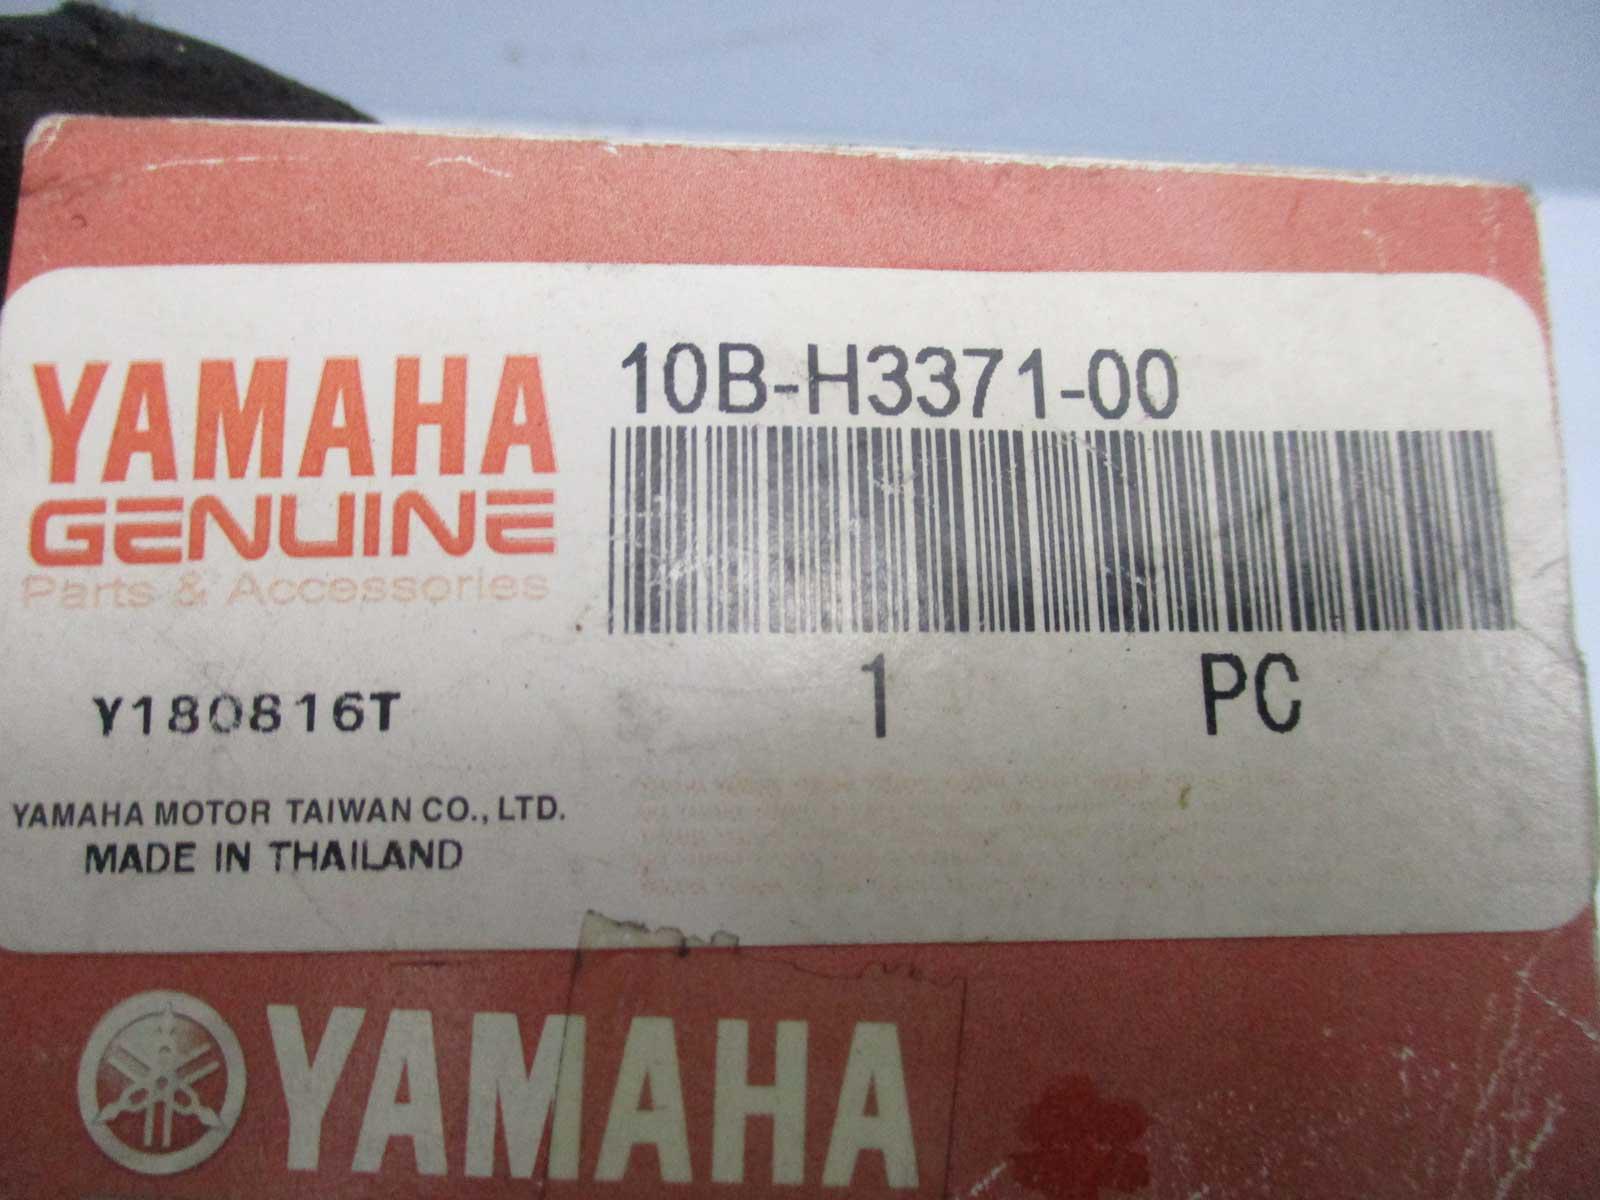 YAMAHA
GENUINE
Parts & Accessories
10B-H3371-00
1 PC
Y180816T
YAMAHA MOTOR TAIWAN CO., LTD.
MADE IN THAILAND
YAMAHA